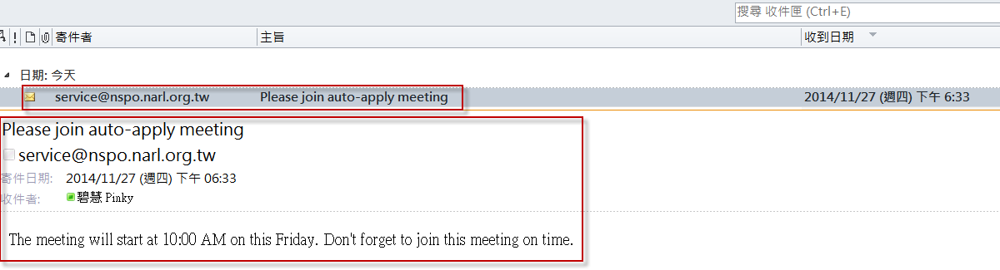 搜尋 收件匣 (Ctrl+E)
! 寄件者 主旨 收到日期
日期: 今天
service@nspo.narl.org.tw Please join auto-apply meeting 2014/11/27 (週四) 下午 6:33
Please join auto-apply meeting
service@nspo.narl.org.tw
寄件日期: 2014/11/27 (週四) 下午 06:33
收件者: 碧慧 Pinky
The meeting will start at 10:00 AM on this Friday. Don't forget to join this meeting on time.